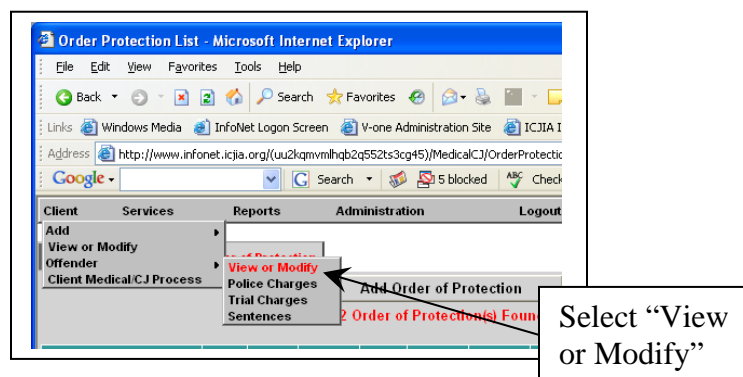 Order Protection List - Microsoft Internet Explorer
File Edit View Favorites Tools Help
Back Search Favorites
Links Windows Media InfoNet Logon Screen V-one Administration Site ICJIA I
Address http://www.infonet.icjia.org/(uu2kqmvmlhqb2q552ts3cg45)/MedicalCJ/OrderProtectio
Google Search 5 blocked ABC Check
Client Services Reports Administration Logout
Add
View or Modify
Offender
Client Medical/CJ Process
of Protection
View or Modify
Police Charges
Trial Charges
Sentences
Add Order of Protection
2 Order of Protection(s) Foun
Select “View
or Modify”